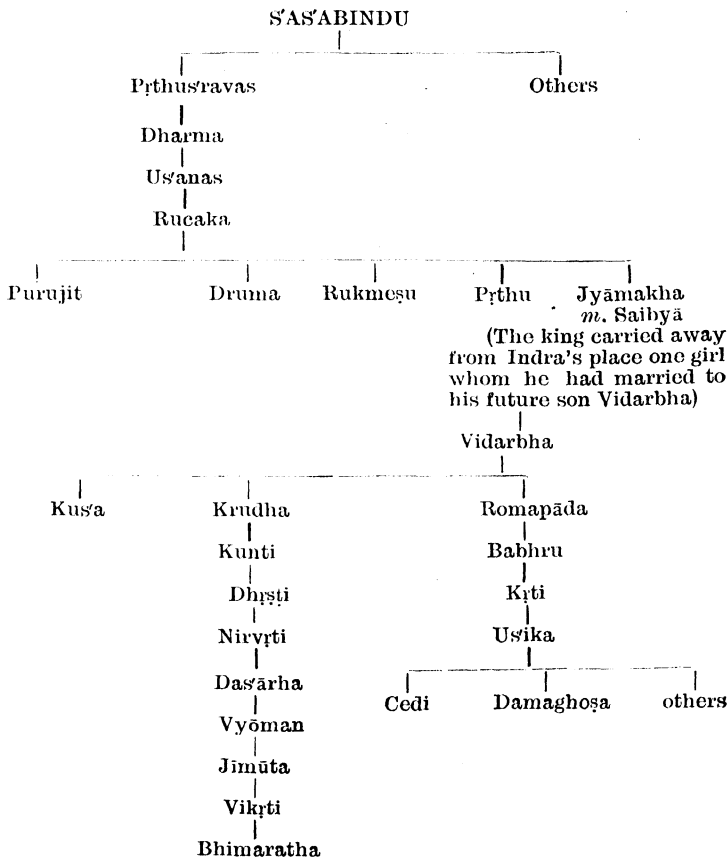 S'AS'ABINDU
Pṛthus'ravas Others
Dharma
Us'anas
Rucaka
Purujit Druma Rukmeṣu Pṛthu Jyāmakha
m. Saibyā
(The king carried away
from Indra's place one girl
whom he had married to
his future son Vidarbha)
Vidarbha
Kus'a Krudha Romapāda
Kunti Babhru
Dhṛṣṭi Kṛti
Nirvṛti Us'ika
Das'ārha
Cedi Damaghoṣa others
Vyōman
Jīmūta
Vikṛti
Bhimaratha